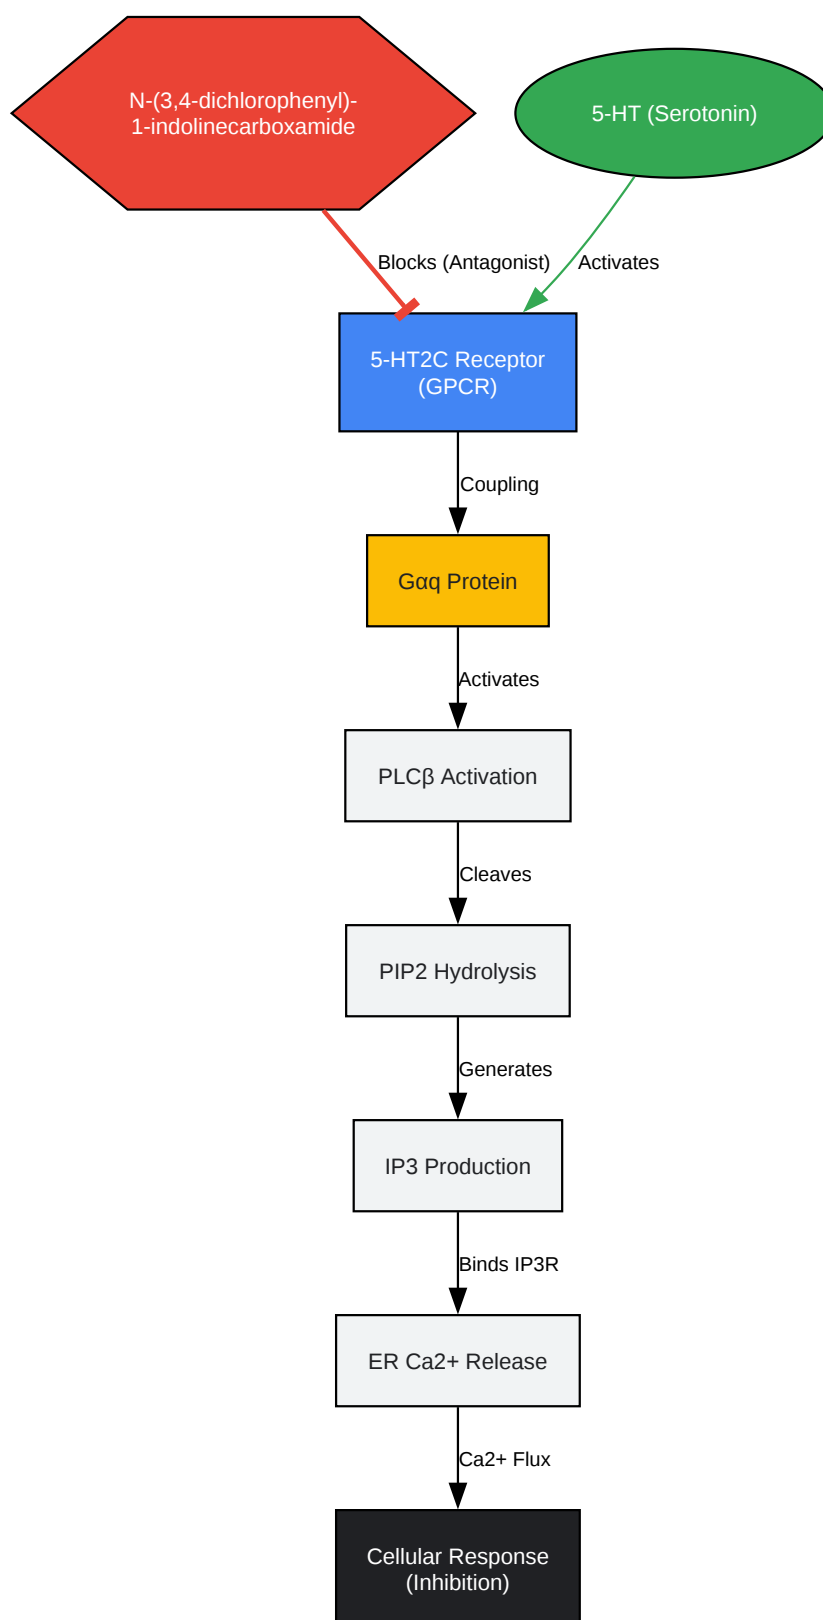 N-(3,4-dichlorophenyl)-
1-indolinecarboxamide
5-HT (Serotonin)
Blocks (Antagonist)
Activates
5-HT2C Receptor
(GPCR)
Coupling
Gαq Protein
Activates
PLCβ Activation
Cleaves
PIP2 Hydrolysis
Generates
IP3 Production
Binds IP3R
ER Ca2+ Release
Ca2+ Flux
Cellular Response
(Inhibition)